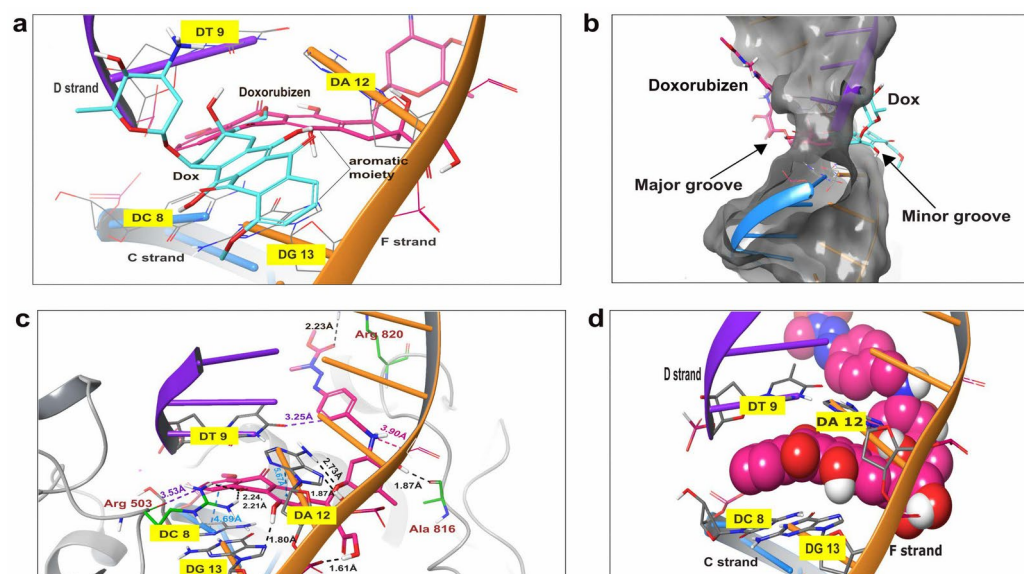 a
DT 9
D strand
Doxorubizen
DA 12
Dox
aromatic
moiety
DC 8
C strand
DG 13
F strand
b
Doxorubizen
Dox
Major groove
Minor groove
c
2.23Å
Arg 820
3.25Å
DT 9
3.90Å
2.73Å
5.67Å
1.87Å
1.87Å
3.53Å
Arg 503
2.24,
2.21Å
DA 12
4.69Å
DC 8
Ala 816
1.80Å
DG 13
1.61Å
d
D strand
DT 9
DA 12
DC 8
DG 13
C strand
F strand